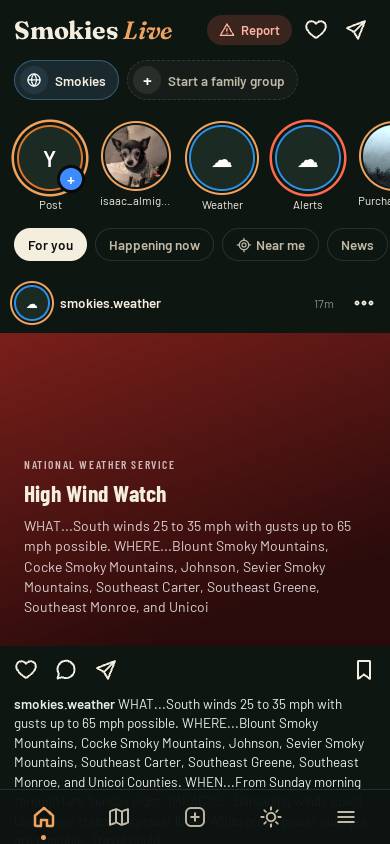 Smokies Live
Report
Smokies
+ Start a family group
Y
+
Post
isaac_almig...
Weather
Alerts
Purcha
For you
Happening now
Near me
News
smokies.weather
17m
NATIONAL WEATHER SERVICE
High Wind Watch
WHAT...South winds 25 to 35 mph with gusts up to 65
mph possible. WHERE...Blount Smoky Mountains,
Cocke Smoky Mountains, Johnson, Sevier Smoky
Mountains, Southeast Carter, Southeast Greene,
Southeast Monroe, and Unicoi
smokies.weather WHAT...South winds 25 to 35 mph with
gusts up to 65 mph possible. WHERE...Blount Smoky
Mountains, Cocke Smoky Mountains, Johnson, Sevier Smoky
Mountains, Southeast Carter, Southeast Greene, Southeast
Monroe, and Unicoi Counties. WHEN...From Sunday morning